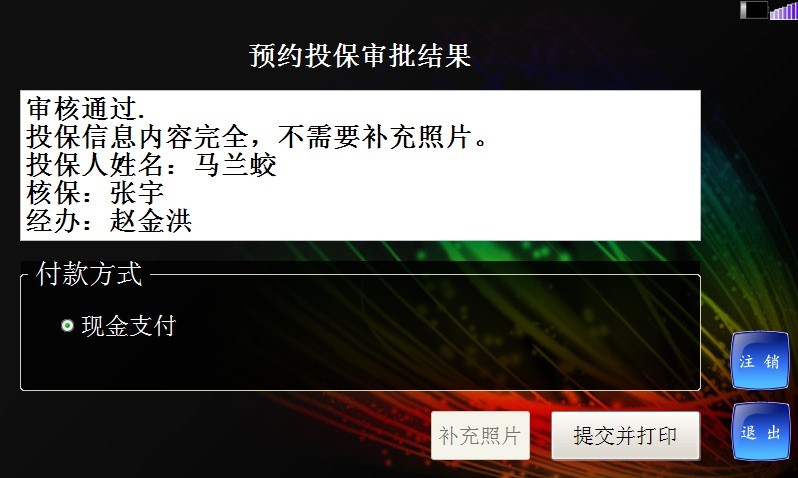 预约投保审批结果
审核通过.
投保信息内容完全，不需要补充照片。
投保人姓名：马兰蛟
核保：张宇
经办：赵金洪
付款方式
现金支付
注 销
补充照片
提交并打印
退 出